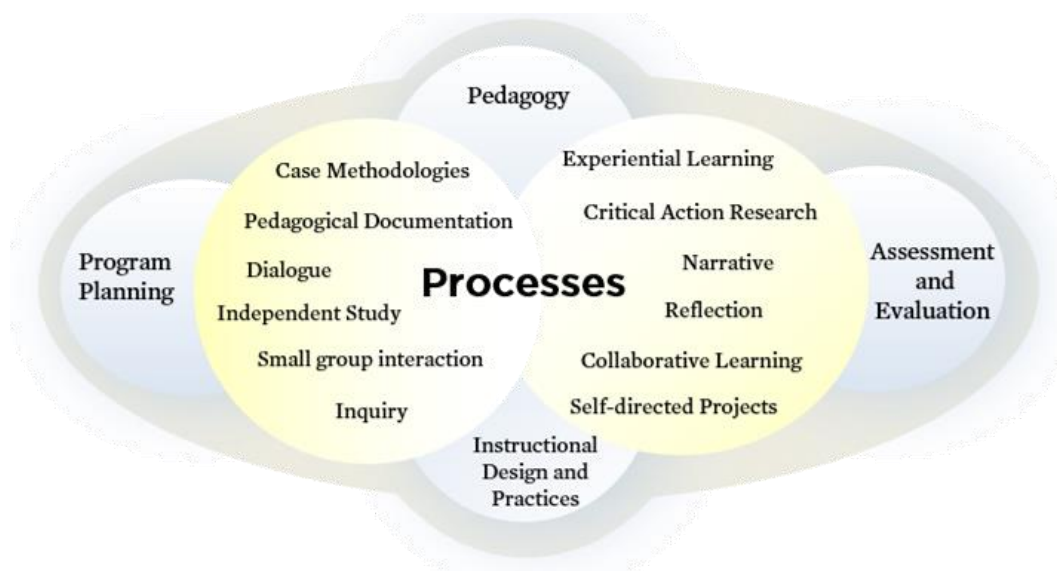 Pedagogy
Case Methodologies
Pedagogical Documentation
Dialogue
Independent Study
Small group interaction
Inquiry
Processes
Experiential Learning
Critical Action Research
Narrative
Reflection
Collaborative Learning
Self-directed Projects
Program
Planning
Assessment
and
Evaluation
Instructional
Design and
Practices